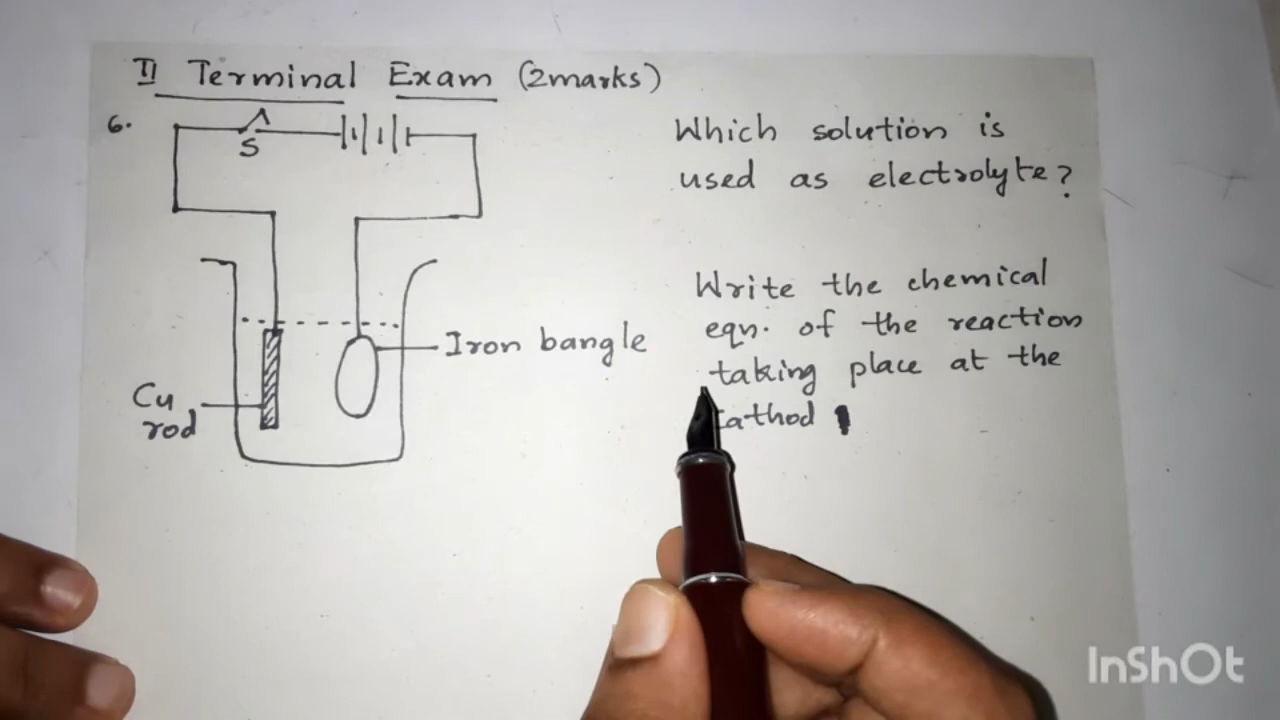 II Terminal Exam (2marks)
6.
S
Which solution is
used as electrolyte?
Write the chemical
eqn. of the reaction
taking place at the
cathod
Iron bangle
Cu
rod
InShOt